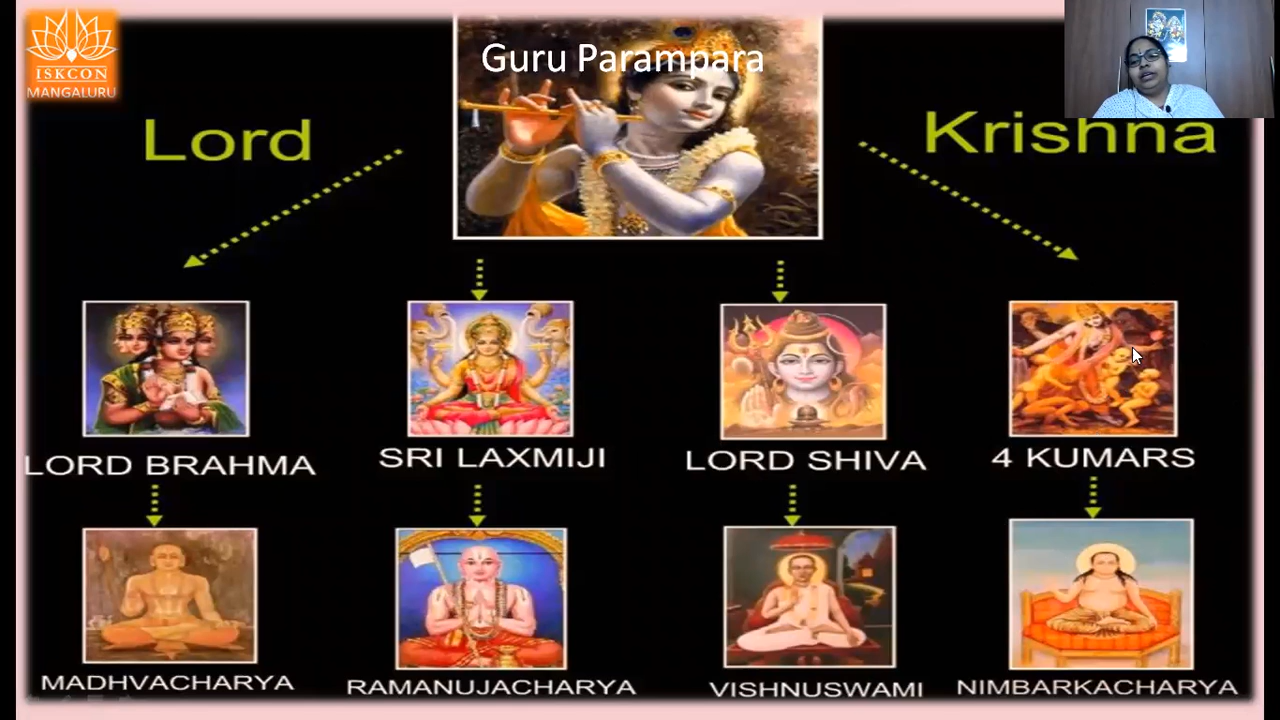 ISKCON
MANGALURU
Guru Parampara
Lord
Krishna
LORD BRAHMA
SRI LAXMIJI
LORD SHIVA
4 KUMARS
MADHVACHARYA
RAMANUJACHARYA
VISHNUSWAMI
NIMBARKACHARYA